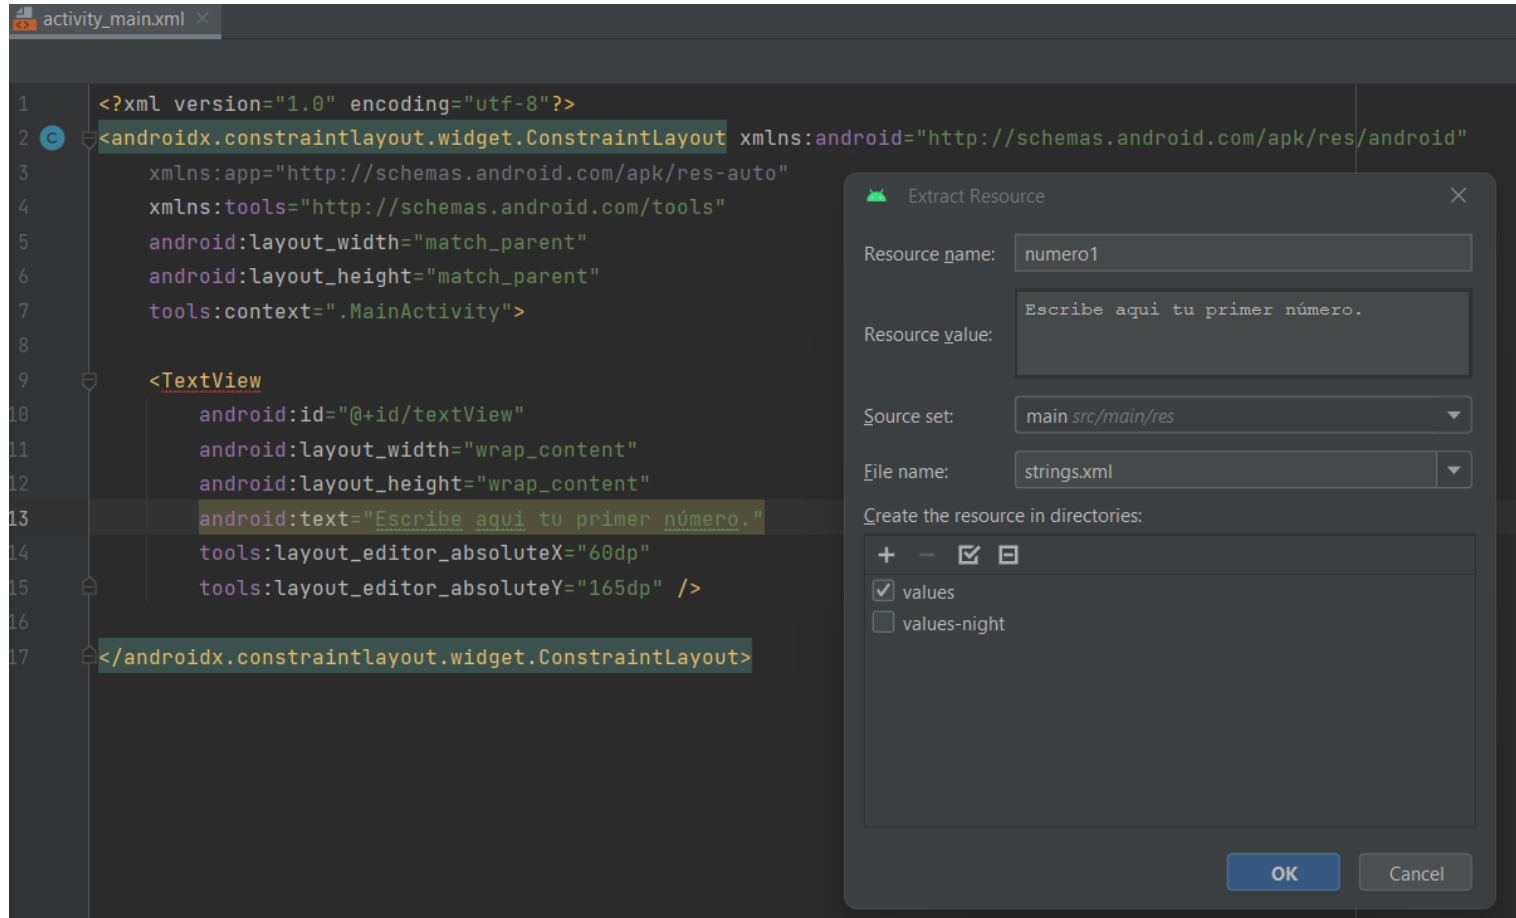 activity_main.xml
1 <?xml version="1.0" encoding="utf-8"?>
2 <androidx.constraintlayout.widget.ConstraintLayout xmlns:android="http://schemas.android.com/apk/res/android"
3 xmlns:app="http://schemas.android.com/apk/res-auto"
4 xmlns:tools="http://schemas.android.com/tools"
5 android:layout_width="match_parent"
6 android:layout_height="match_parent"
7 tools:context=".MainActivity">
8
9 <TextView
10 android:id="@+id/textView"
11 android:layout_width="wrap_content"
12 android:layout_height="wrap_content"
13 android:text="Escribe aqui tu primer número."
14 tools:layout_editor_absoluteX="60dp"
15 tools:layout_editor_absoluteY="165dp" />
16
17 </androidx.constraintlayout.widget.ConstraintLayout>
Extract Resource
Resource name: numero1
Resource value: Escribe aqui tu primer número.
Source set: main src/main/res
File name: strings.xml
Create the resource in directories:
values
values-night
OK Cancel